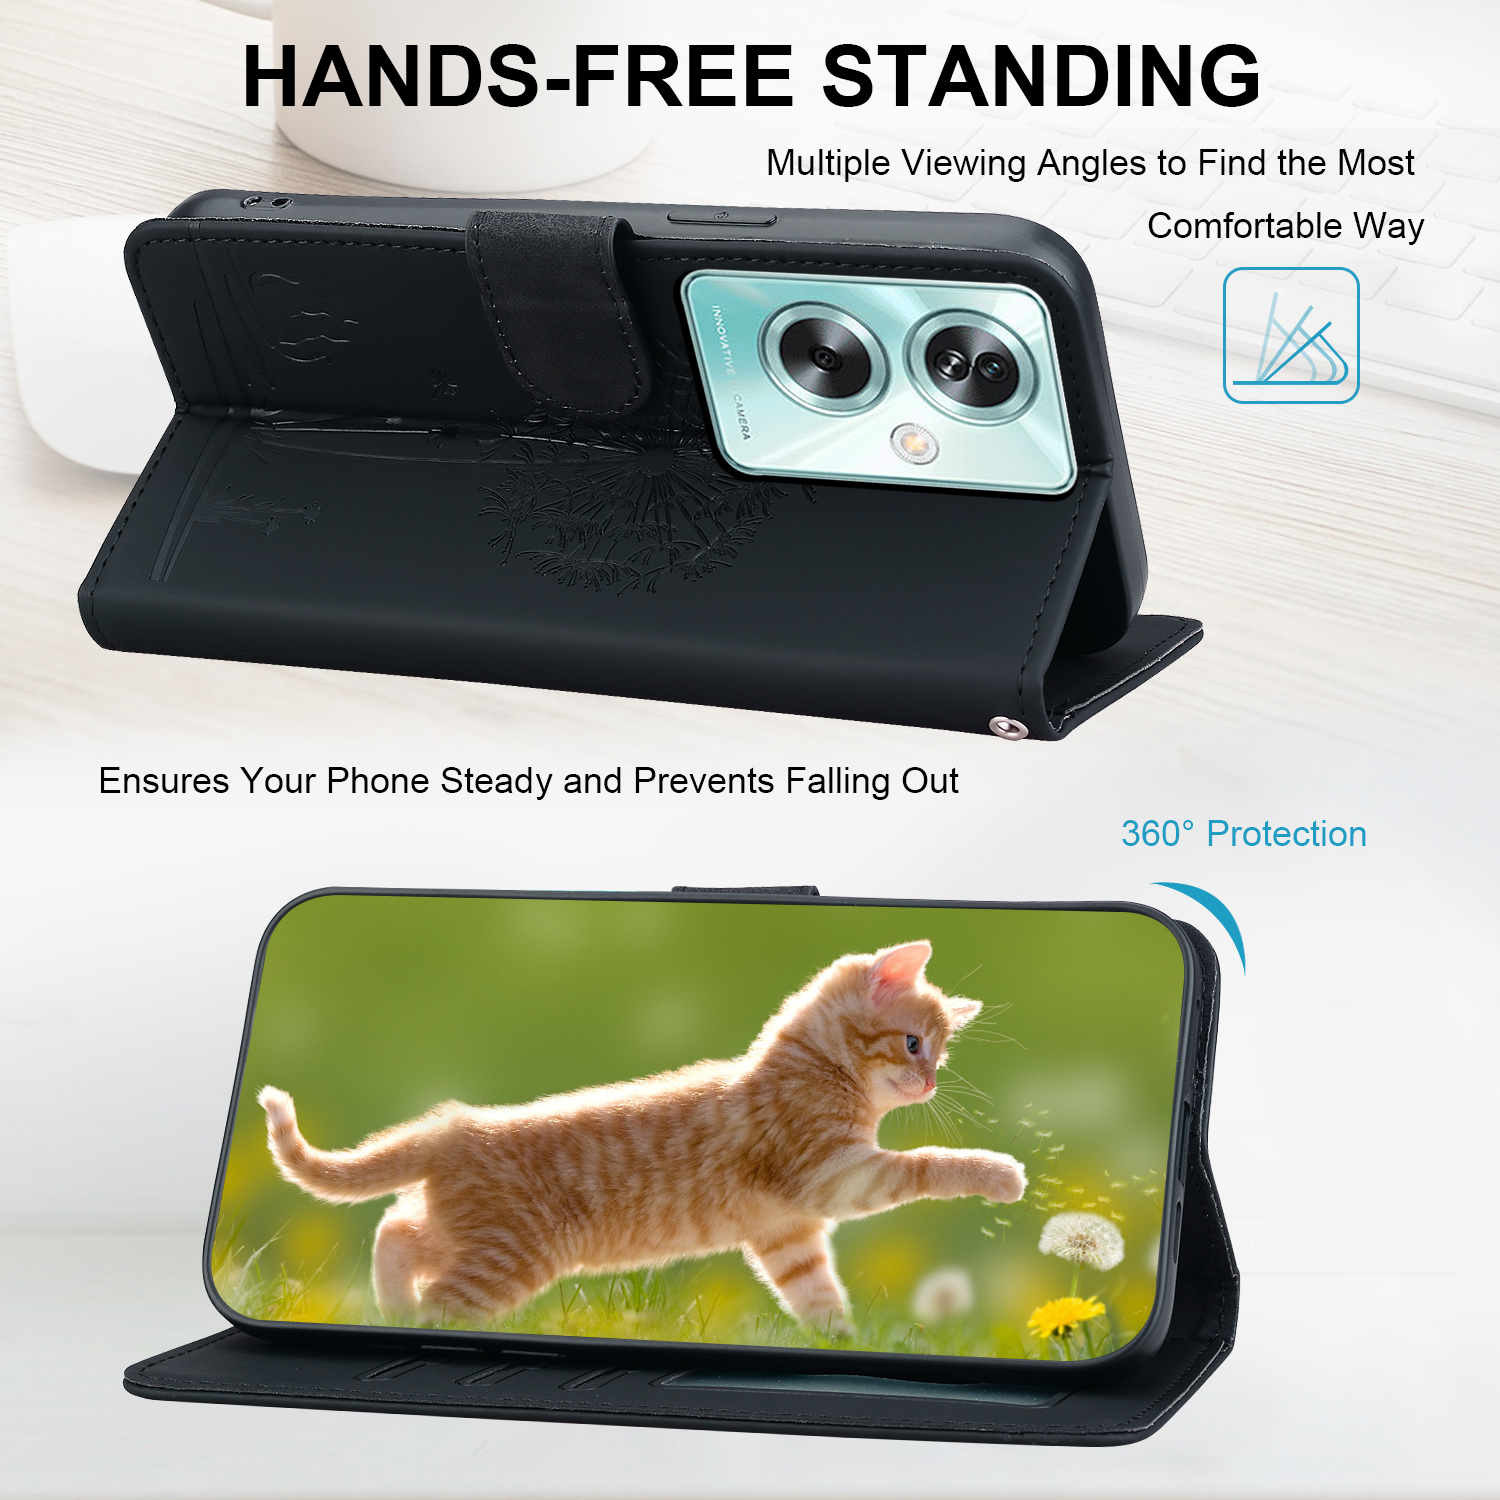 HANDS-FREE STANDING
Multiple Viewing Angles to Find the Most
Comfortable Way
INNOVATIVE AI CAMERA
Ensures Your Phone Steady and Prevents Falling Out
360° Protection